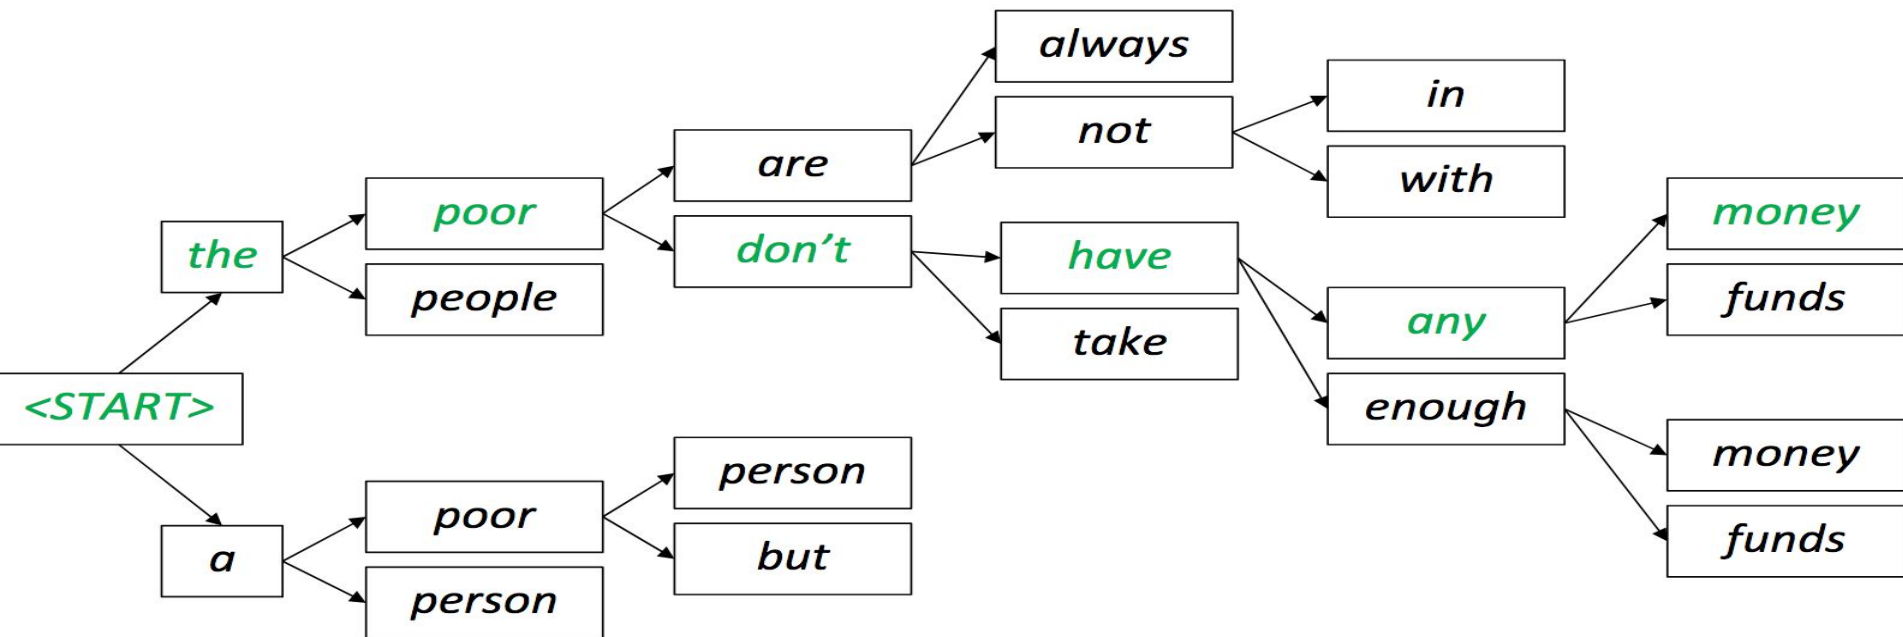 always
in
not
are
with
poor
money
don't
have
the
people
funds
any
take
<START>
enough
person
money
poor
but
funds
a
person